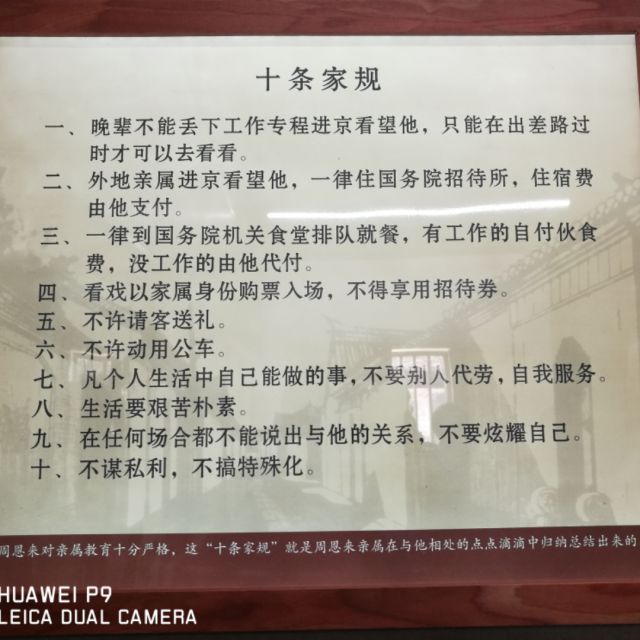 十条家规
一、晚辈不能丢下工作专程进京看望他，只能在出差路过
时才可以去看看。
二、外地亲属进京看望他，一律住国务院招待所，住宿费
由他支付。
三、一律到国务院机关食堂排队就餐，有工作的自付伙食
费，没工作的由他代付。
四、看戏以家属身份购票入场，不得享用招待券。
五、不许请客送礼。
六、不许动用公车。
七、凡个人生活中自己能做的事，不要别人代劳，自我服务。
八、生活要艰苦朴素。
九、在任何场合都不能说出与他的关系，不要炫耀自己。
十、不谋私利，不搞特殊化。
周恩来对亲属教育十分严格，这“十条家规”就是周恩来亲属在与他相处的点点滴滴中归纳总结出来的
HUAWEI P9
LEICA DUAL CAMERA